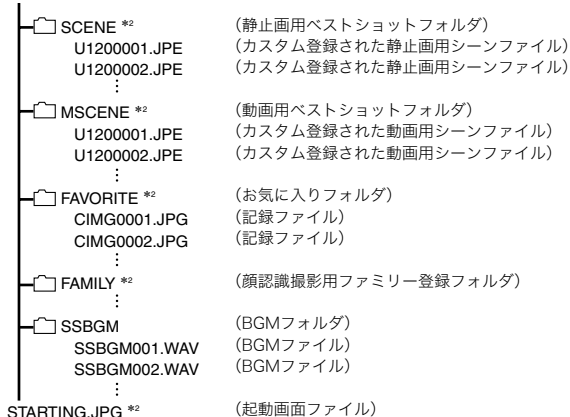 SCENE *2 (静止画用ベストショットフォルダ)
U1200001.JPE (カスタム登録された静止画用シーンファイル)
U1200002.JPE (カスタム登録された静止画用シーンファイル)
MSCENE *2 (動画用ベストショットフォルダ)
U1200001.JPE (カスタム登録された動画用シーンファイル)
U1200002.JPE (カスタム登録された動画用シーンファイル)
FAVORITE *2 (お気に入りフォルダ)
CIMG0001.JPG (記録ファイル)
CIMG0002.JPG (記録ファイル)
FAMILY *2 (顔認識撮影用ファミリー登録フォルダ)
SSBGM (BGMフォルダ)
SSBGM001.WAV (BGMファイル)
SSBGM002.WAV (BGMファイル)
STARTING.JPG *2 (起動画面ファイル)